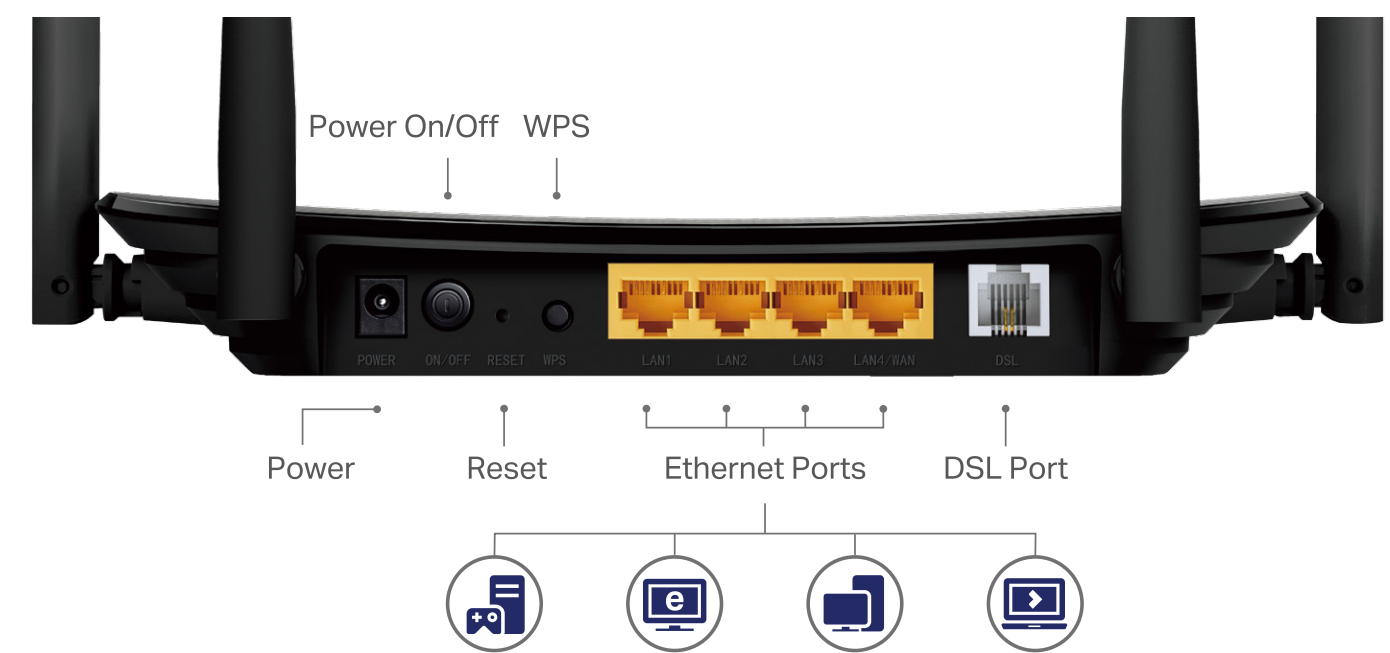 Power On/Off WPS
POWER ON/OFF RESET WPS LAN1 LAN2 LAN3 LAN4/WAN DSL
Power Reset Ethernet Ports DSL Port
e